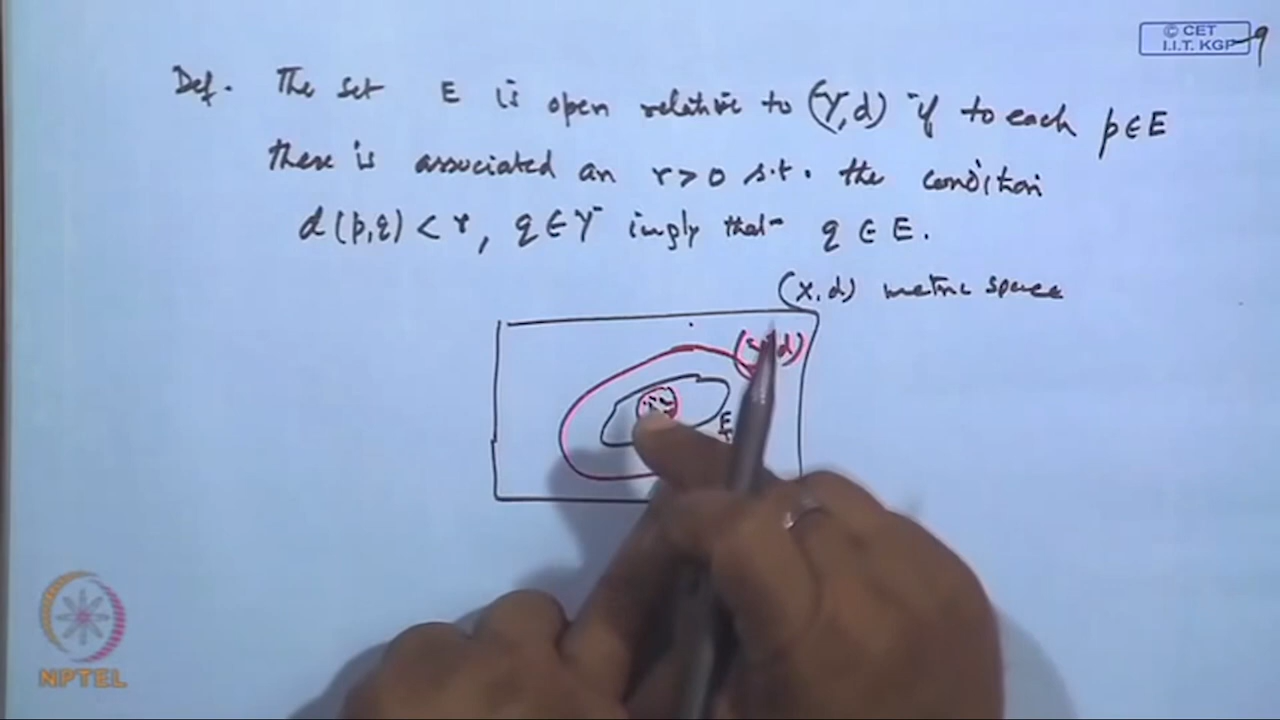 © CET
I.I.T. KGP
9
Def. The set E is open relative to (Y,d) if to each p∈E
there is associated an r>0 s.t. the condition
d(p,q) < r, q∈Y imply that q ∈ E.
(X,d) metric space
NPTEL